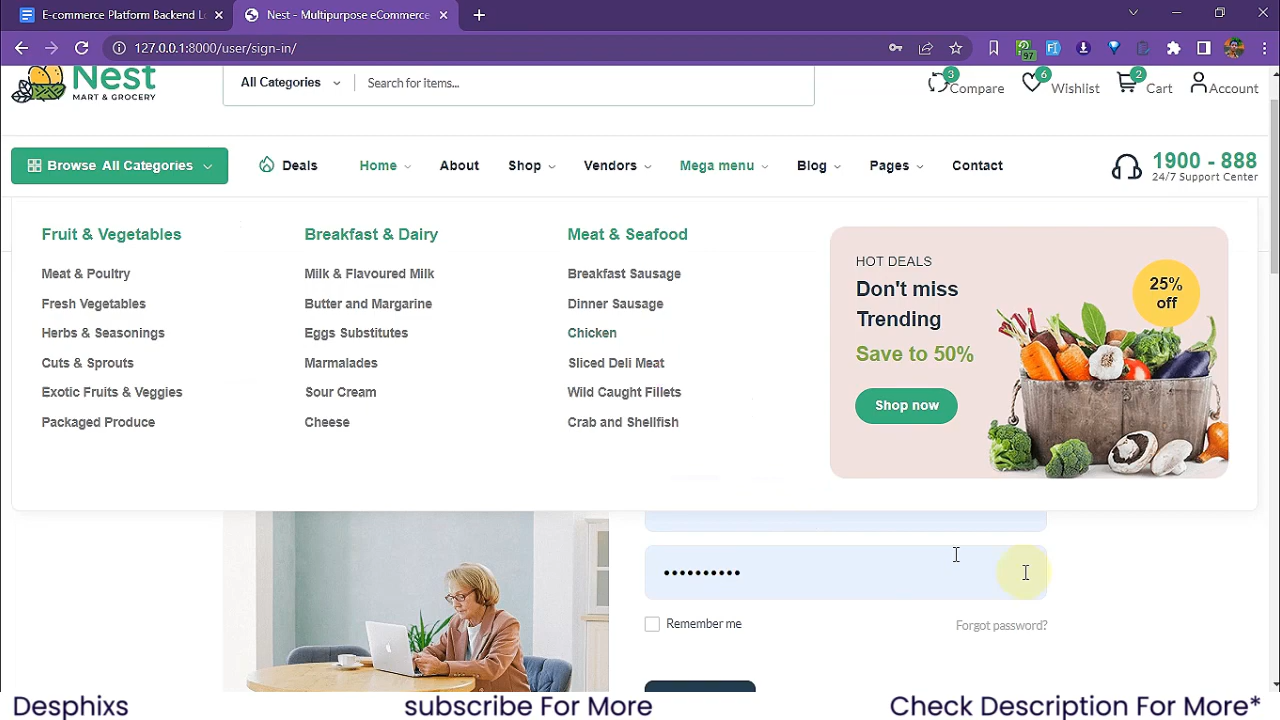 E-commerce Platform Backend Lo
Nest - Multipurpose eCommerce
127.0.0.1:8000/user/sign-in/
97
Nest
MART & GROCERY
All Categories
Search for items...
3
Compare
6
Wishlist
2
Cart
Account
Browse All Categories
Deals
Home
About
Shop
Vendors
Mega menu
Blog
Pages
Contact
1900 - 888
24/7 Support Center
Fruit & Vegetables
Meat & Poultry
Fresh Vegetables
Herbs & Seasonings
Cuts & Sprouts
Exotic Fruits & Veggies
Packaged Produce
Breakfast & Dairy
Milk & Flavoured Milk
Butter and Margarine
Eggs Substitutes
Marmalades
Sour Cream
Cheese
Meat & Seafood
Breakfast Sausage
Dinner Sausage
Chicken
Sliced Deli Meat
Wild Caught Fillets
Crab and Shellfish
HOT DEALS
Don't miss
Trending
Save to 50%
Shop now
25%
off
Remember me
Forgot password?
Desphixs
subscribe For More
Check Description For More*